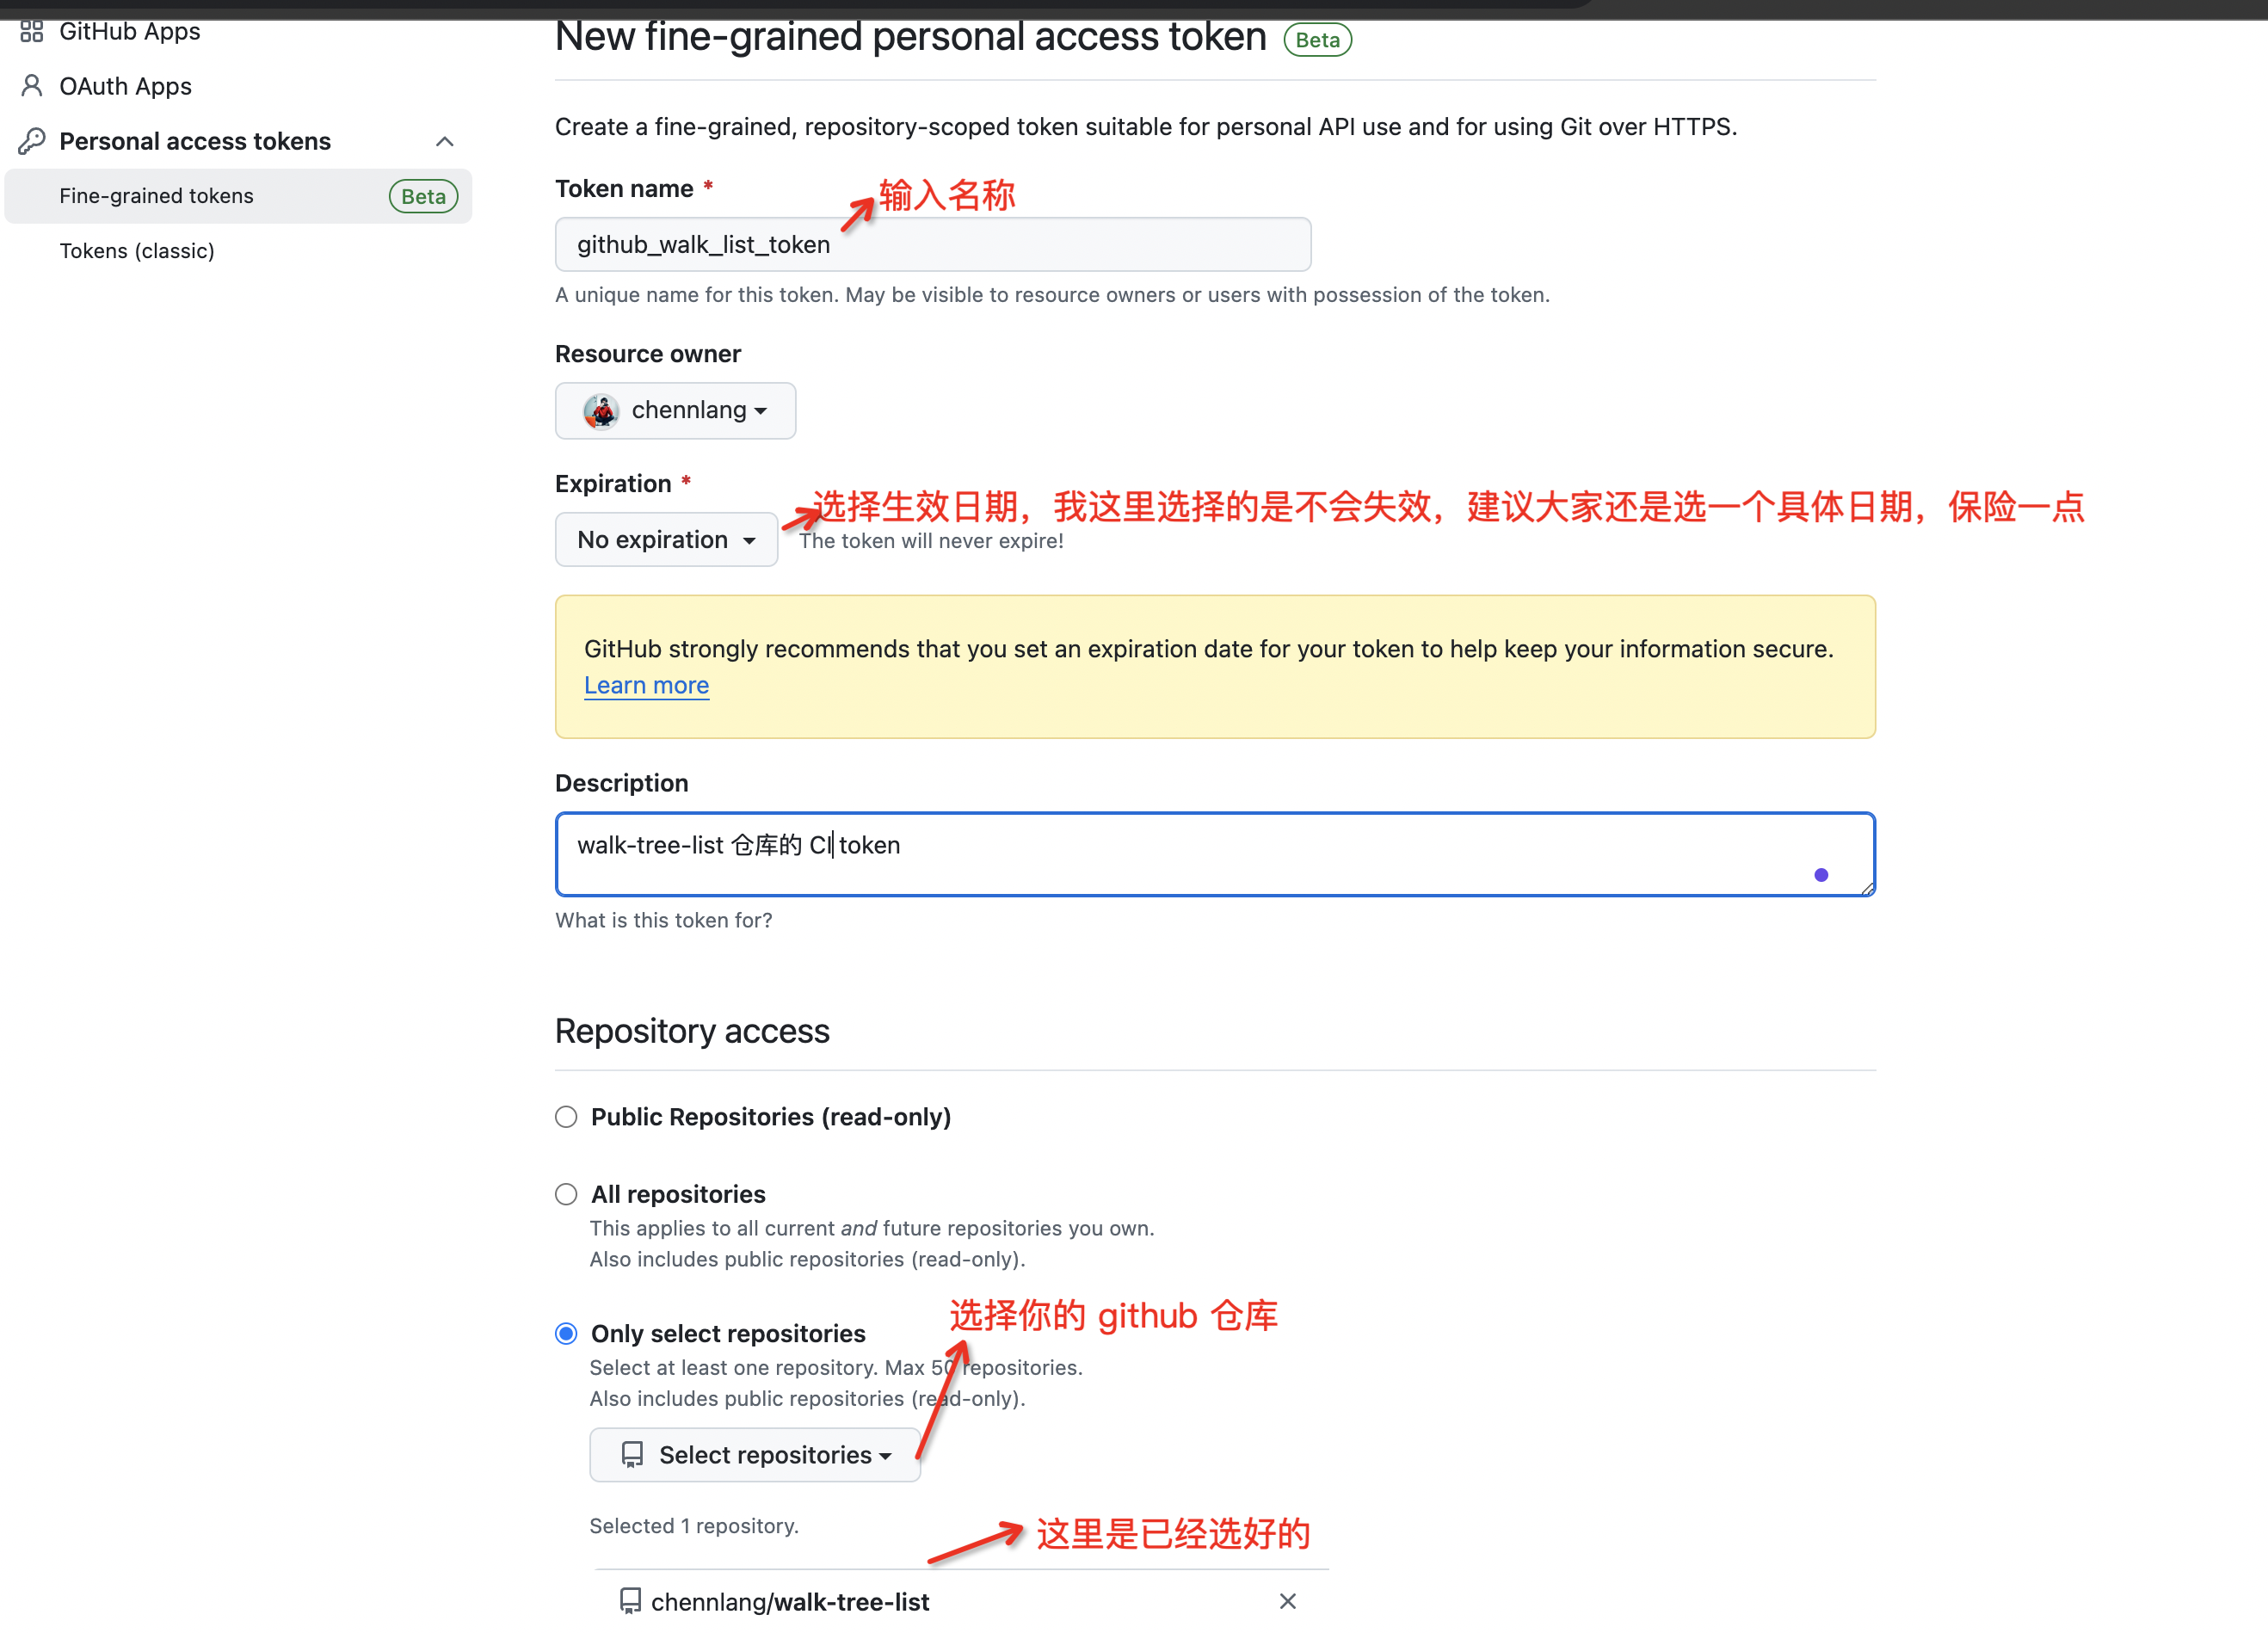 GitHub Apps
OAuth Apps
Personal access tokens
Fine-grained tokens Beta
Tokens (classic)
New fine-grained personal access token Beta
Create a fine-grained, repository-scoped token suitable for personal API use and for using Git over HTTPS.
Token name *
输入名称
github_walk_list_token
A unique name for this token. May be visible to resource owners or users with possession of the token.
Resource owner
chennlang
Expiration *
选择生效日期，我这里选择的是不会失效，建议大家还是选一个具体日期，保险一点
No expiration
The token will never expire!
GitHub strongly recommends that you set an expiration date for your token to help keep your information secure.
Learn more
Description
walk-tree-list 仓库的 CI token
What is this token for?
Repository access
Public Repositories (read-only)
All repositories
This applies to all current and future repositories you own.
Also includes public repositories (read-only).
选择你的 github 仓库
Only select repositories
Select at least one repository. Max 50 repositories.
Also includes public repositories (read-only).
Select repositories
Selected 1 repository.
这里是已经选好的
chennlang/walk-tree-list